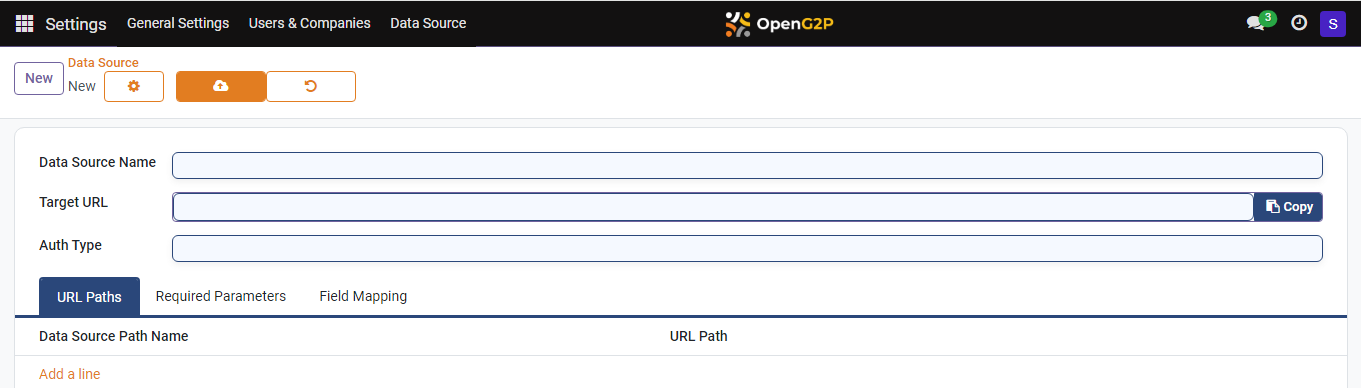 Settings General Settings Users & Companies Data Source OpenG2P 3 S
New Data Source
New
Data Source Name
Target URL Copy
Auth Type
URL Paths Required Parameters Field Mapping
Data Source Path Name URL Path
Add a line